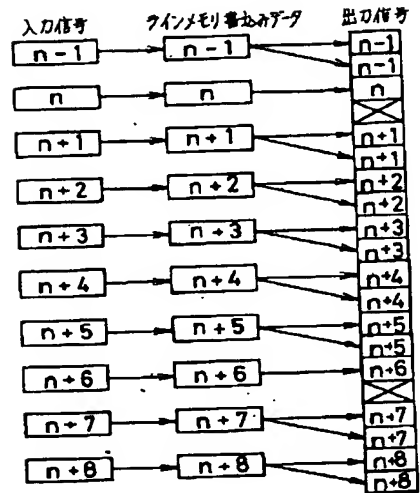 入力信号 ラインメモリ書込みデータ 出力信号
n-1 n-1 n-1
n-1
n n n
n+1 n+1 n+1
n+1
n+2 n+2 n+2
n+2
n+3 n+3 n+3
n+3
n+4 n+4 n+4
n+4
n+5 n+5 n+5
n+5
n+6 n+6 n+6
n+7 n+7 n+7
n+7
n+8 n+8 n+8
n+8